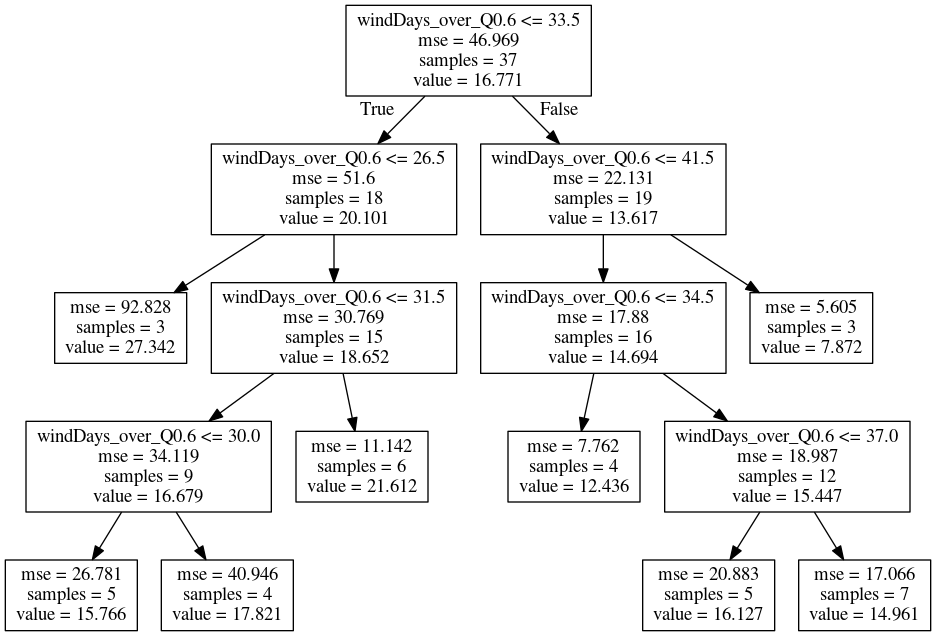 windDays_over_Q0.6 <= 33.5
mse = 46.969
samples = 37
value = 16.771
True
False
windDays_over_Q0.6 <= 26.5
mse = 51.6
samples = 18
value = 20.101
windDays_over_Q0.6 <= 41.5
mse = 22.131
samples = 19
value = 13.617
mse = 92.828
samples = 3
value = 27.342
windDays_over_Q0.6 <= 31.5
mse = 30.769
samples = 15
value = 18.652
windDays_over_Q0.6 <= 34.5
mse = 17.88
samples = 16
value = 14.694
mse = 5.605
samples = 3
value = 7.872
windDays_over_Q0.6 <= 30.0
mse = 34.119
samples = 9
value = 16.679
mse = 11.142
samples = 6
value = 21.612
mse = 7.762
samples = 4
value = 12.436
windDays_over_Q0.6 <= 37.0
mse = 18.987
samples = 12
value = 15.447
mse = 26.781
samples = 5
value = 15.766
mse = 40.946
samples = 4
value = 17.821
mse = 20.883
samples = 5
value = 16.127
mse = 17.066
samples = 7
value = 14.961